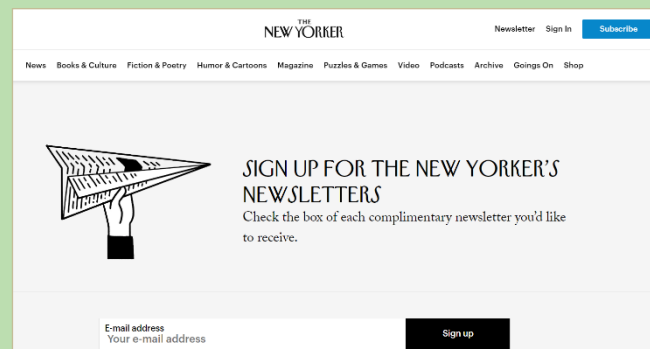 THE
NEW YORKER
Newsletter Sign In Subscribe
News Books & Culture Fiction & Poetry Humor & Cartoons Magazine Puzzles & Games Video Podcasts Archive Goings On Shop
SIGN UP FOR THE NEW YORKER'S
NEWSLETTERS
Check the box of each complimentary newsletter you'd like
to receive.
E-mail address
Your e-mail address
Sign up